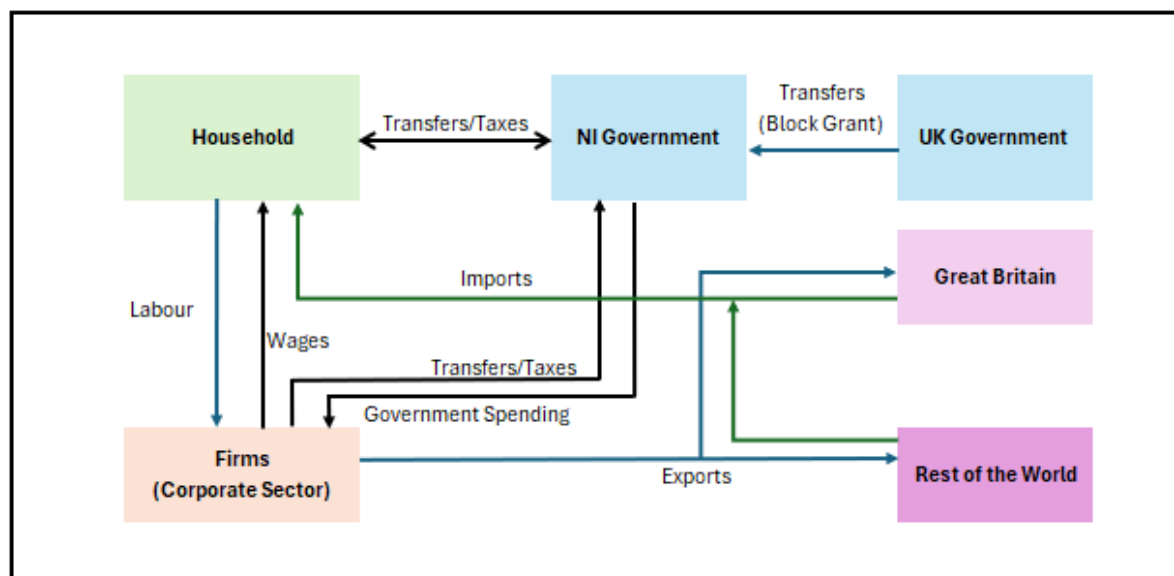 Household
Transfers/Taxes
NI Government
Transfers
(Block Grant)
UK Government
Great Britain
Imports
Labour
Wages
Transfers/Taxes
Government Spending
Firms
(Corporate Sector)
Exports
Rest of the World